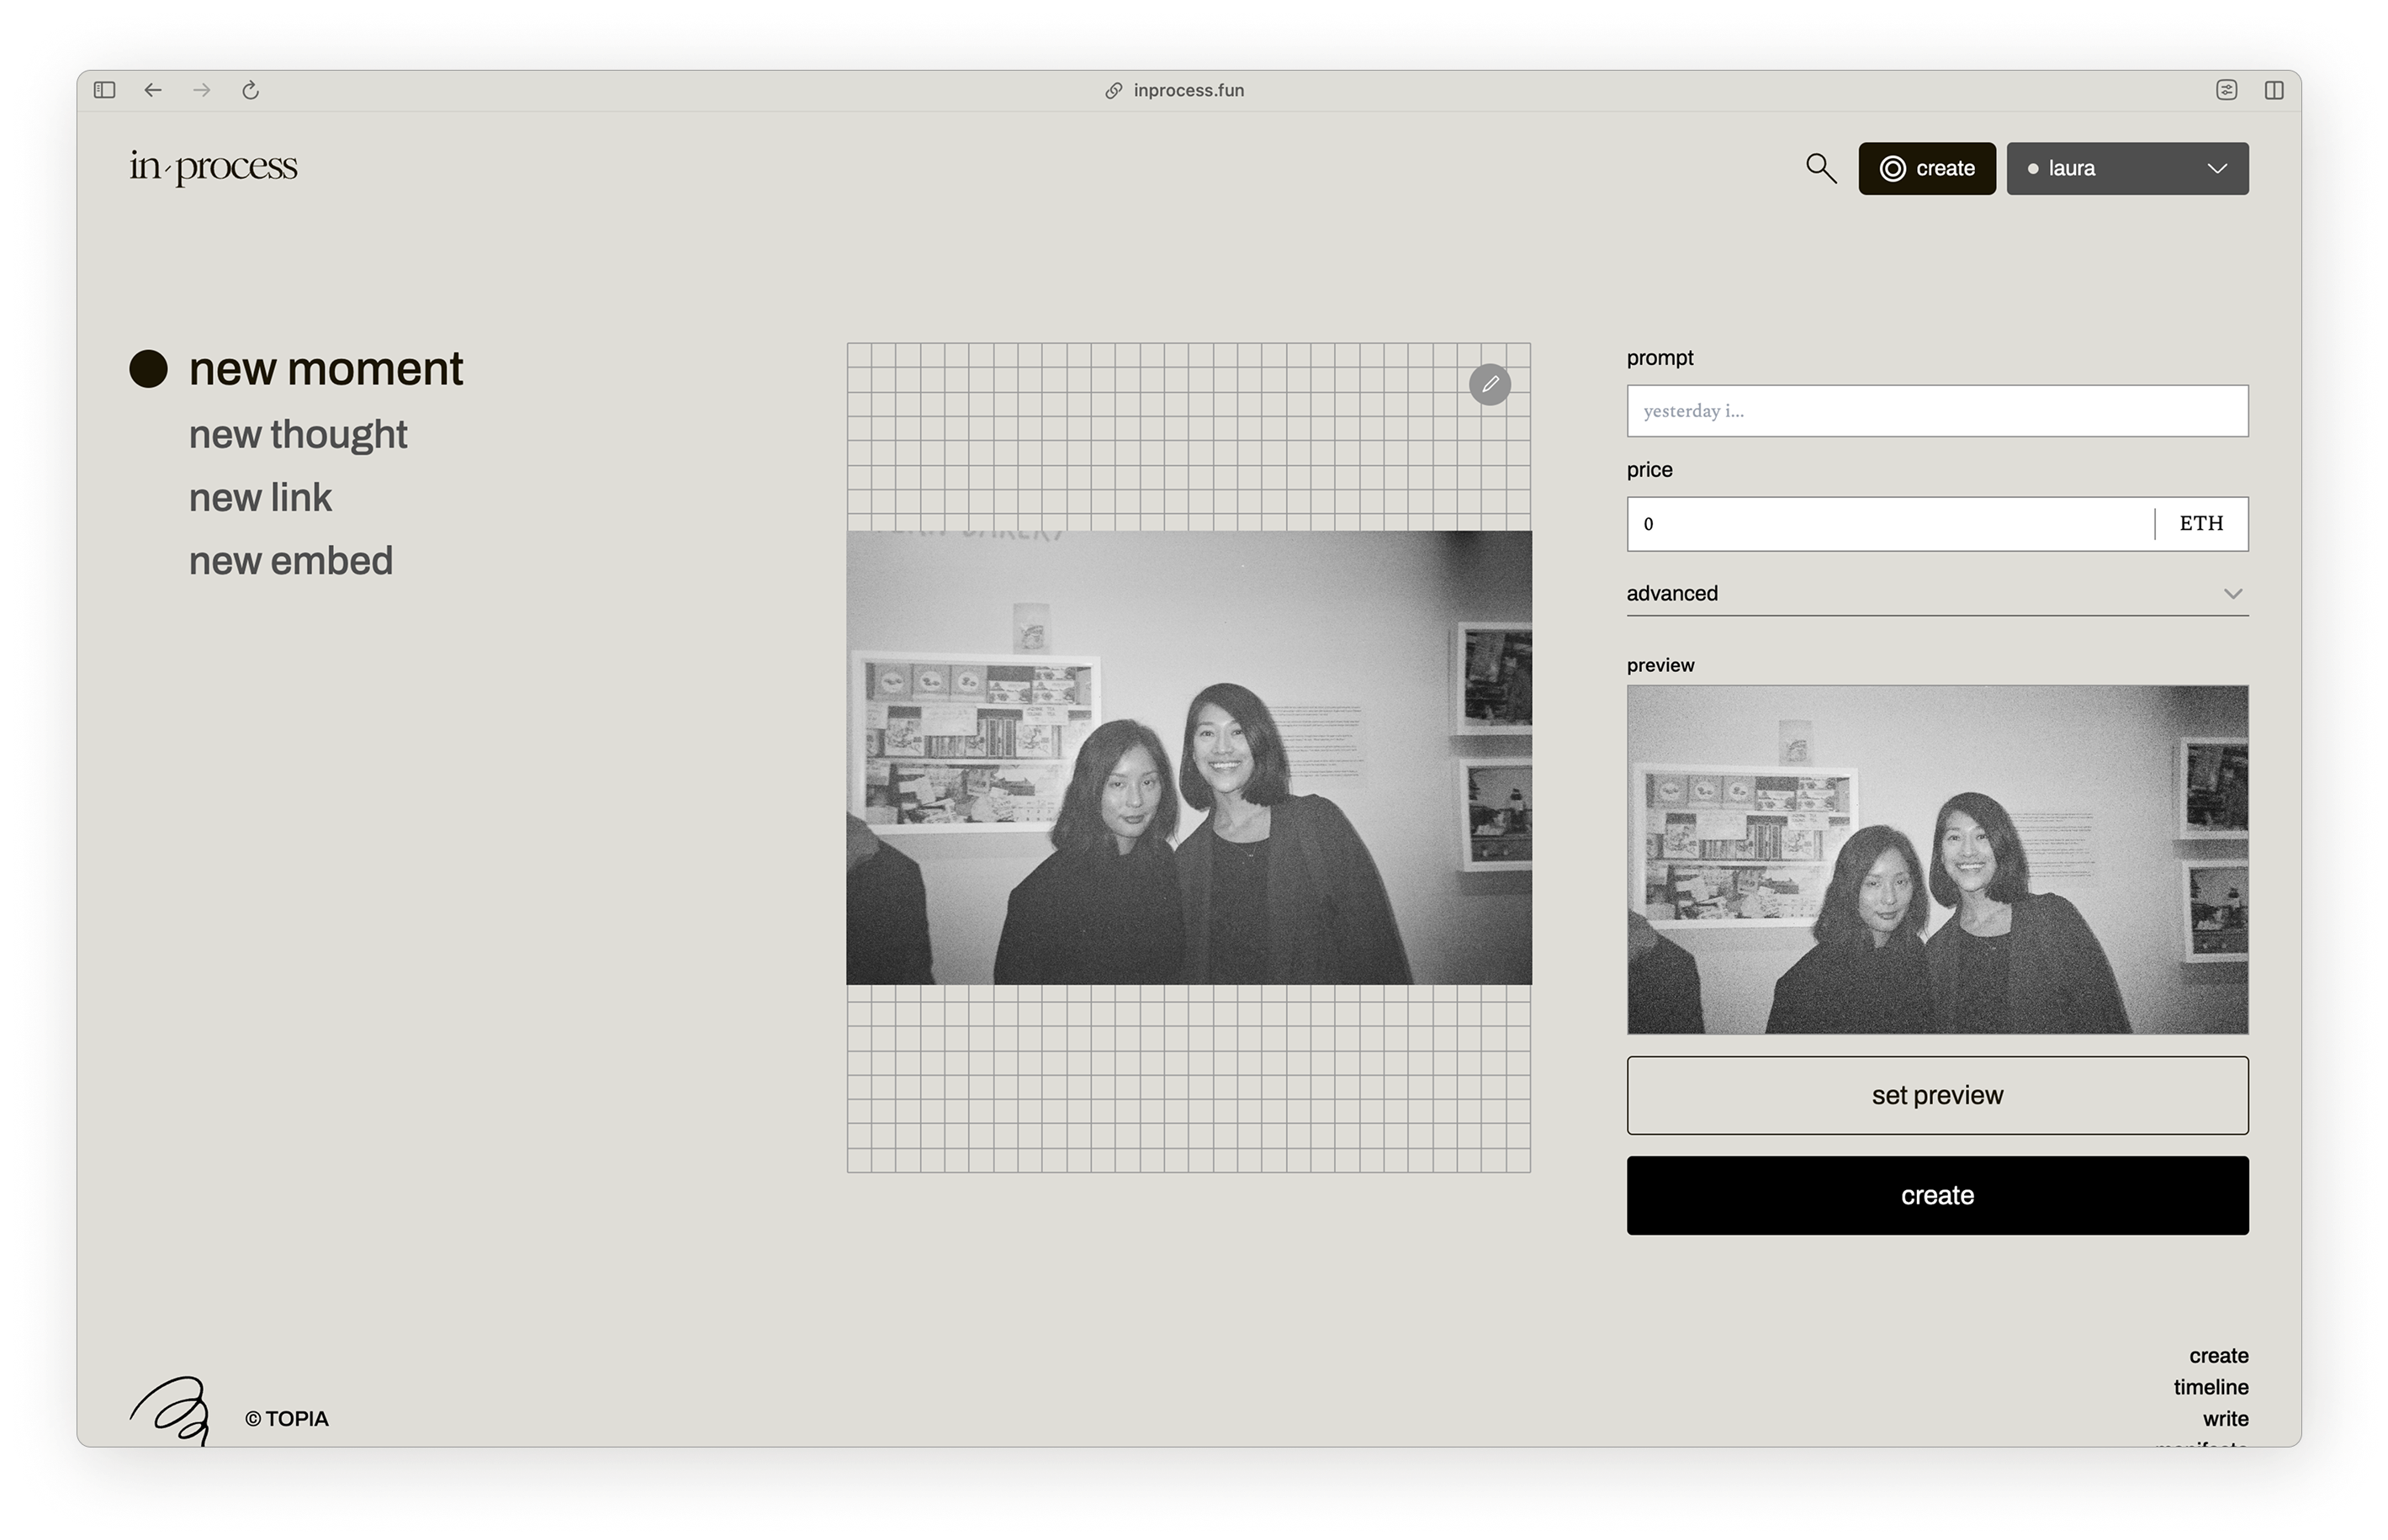 inprocess.fun
in process
create
laura
new moment
new thought
new link
new embed
prompt
yesterday i...
price
0
ETH
advanced
preview
set preview
create
create
timeline
write
© TOPIA